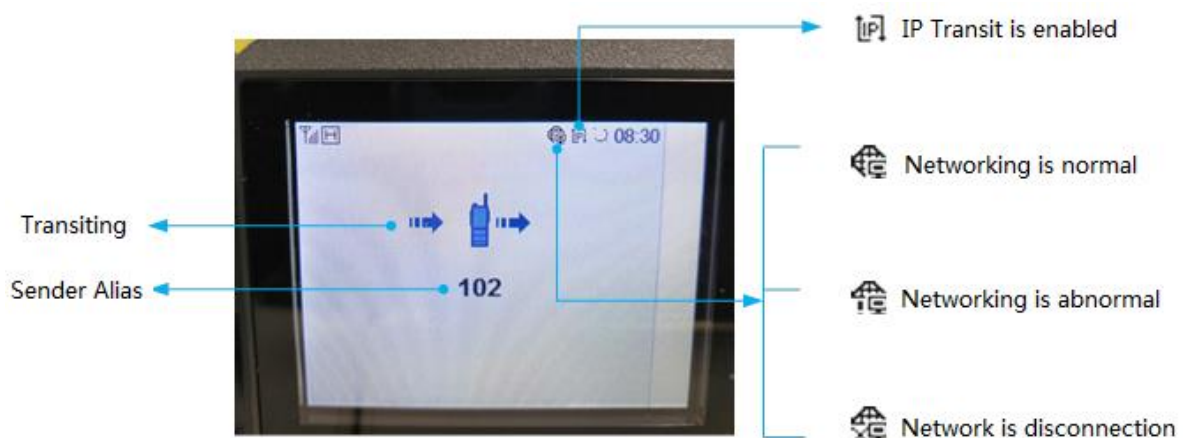 IP IP Transit is enabled
08:30
Networking is normal
Transiting
Sender Alias
102
Networking is abnormal
Network is disconnection